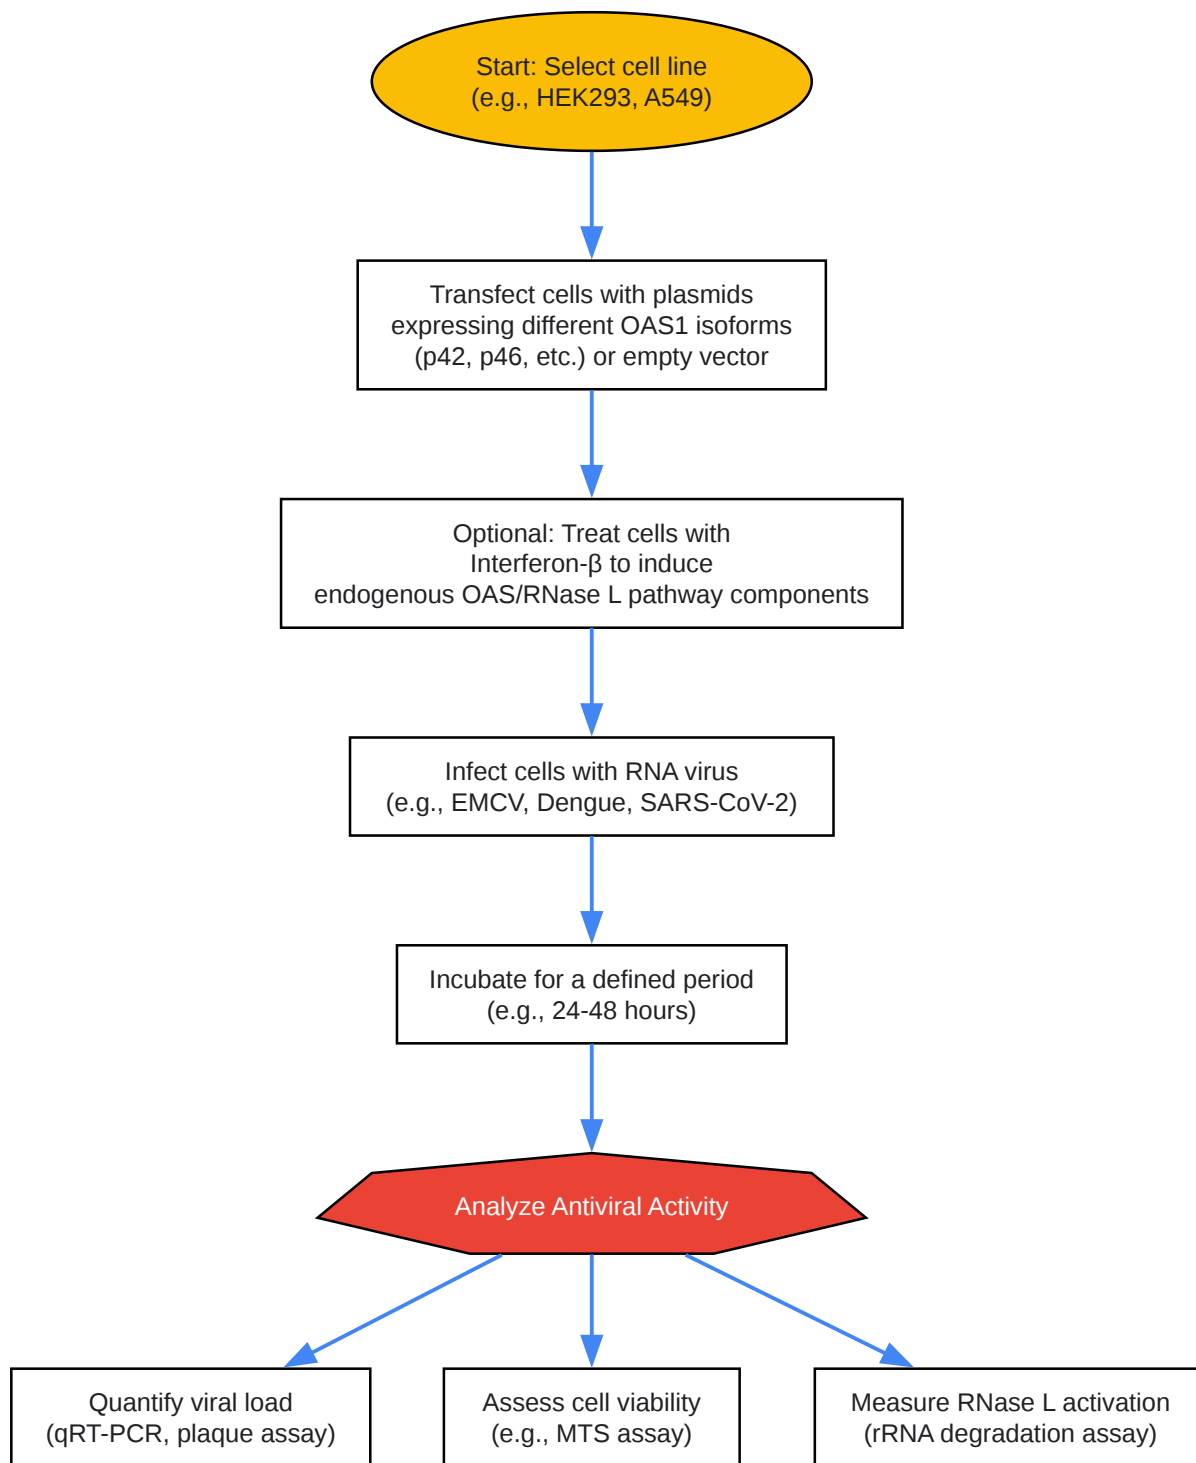 Start: Select cell line
(e.g., HEK293, A549)
Transfect cells with plasmids
expressing different OAS1 isoforms
(p42, p46, etc.) or empty vector
Optional: Treat cells with
Interferon-β to induce
endogenous OAS/RNase L pathway components
Infect cells with RNA virus
(e.g., EMCV, Dengue, SARS-CoV-2)
Incubate for a defined period
(e.g., 24-48 hours)
Analyze Antiviral Activity
Quantify viral load
(qRT-PCR, plaque assay)
Assess cell viability
(e.g., MTS assay)
Measure RNase L activation
(rRNA degradation assay)